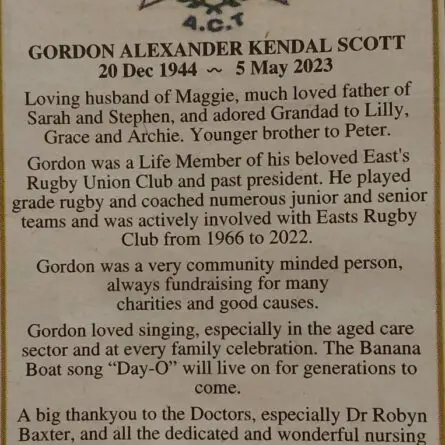 A.C.T
GORDON ALEXANDER KENDAL SCOTT
20 Dec 1944 ~ 5 May 2023
Loving husband of Maggie, much loved father of
Sarah and Stephen, and adored Grandad to Lilly,
Grace and Archie. Younger brother to Peter.
Gordon was a Life Member of his beloved East's
Rugby Union Club and past president. He played
grade rugby and coached numerous junior and senior
teams and was actively involved with Easts Rugby
Club from 1966 to 2022.
Gordon was a very community minded person,
always fundraising for many
charities and good causes.
Gordon loved singing, especially in the aged care
sector and at every family celebration. The Banana
Boat song “Day-O” will live on for generations to
come.
A big thankyou to the Doctors, especially Dr Robyn
Baxter, and all the dedicated and wonderful nursing